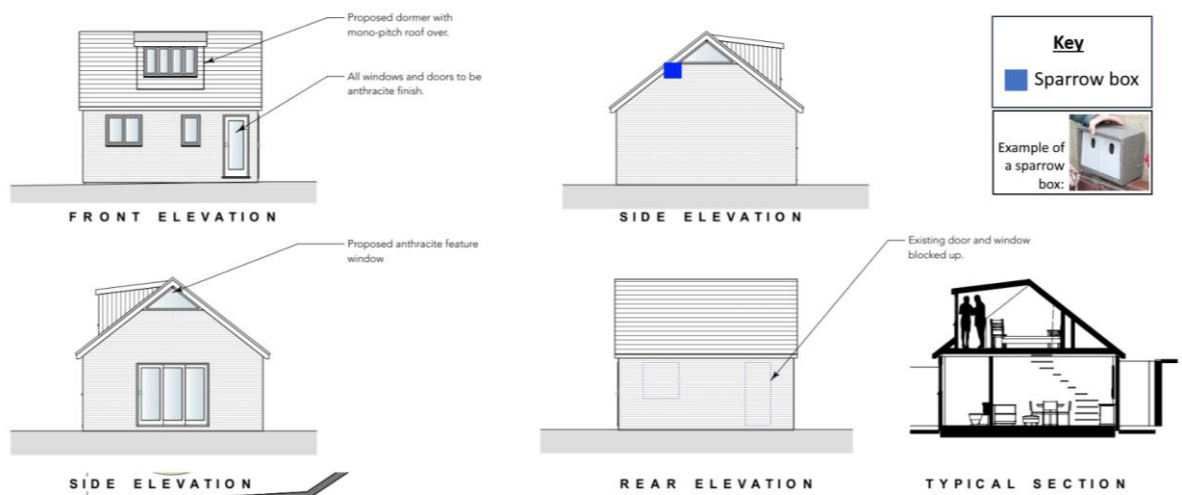 Proposed dormer with
mono-pitch roof over.
All windows and doors to be
anthracite finish.
FRONT ELEVATION
SIDE ELEVATION
Key
Sparrow box
Example of
a sparrow
box:
Proposed anthracite feature
window
SIDE ELEVATION
Existing door and window
blocked up.
REAR ELEVATION
TYPICAL SECTION